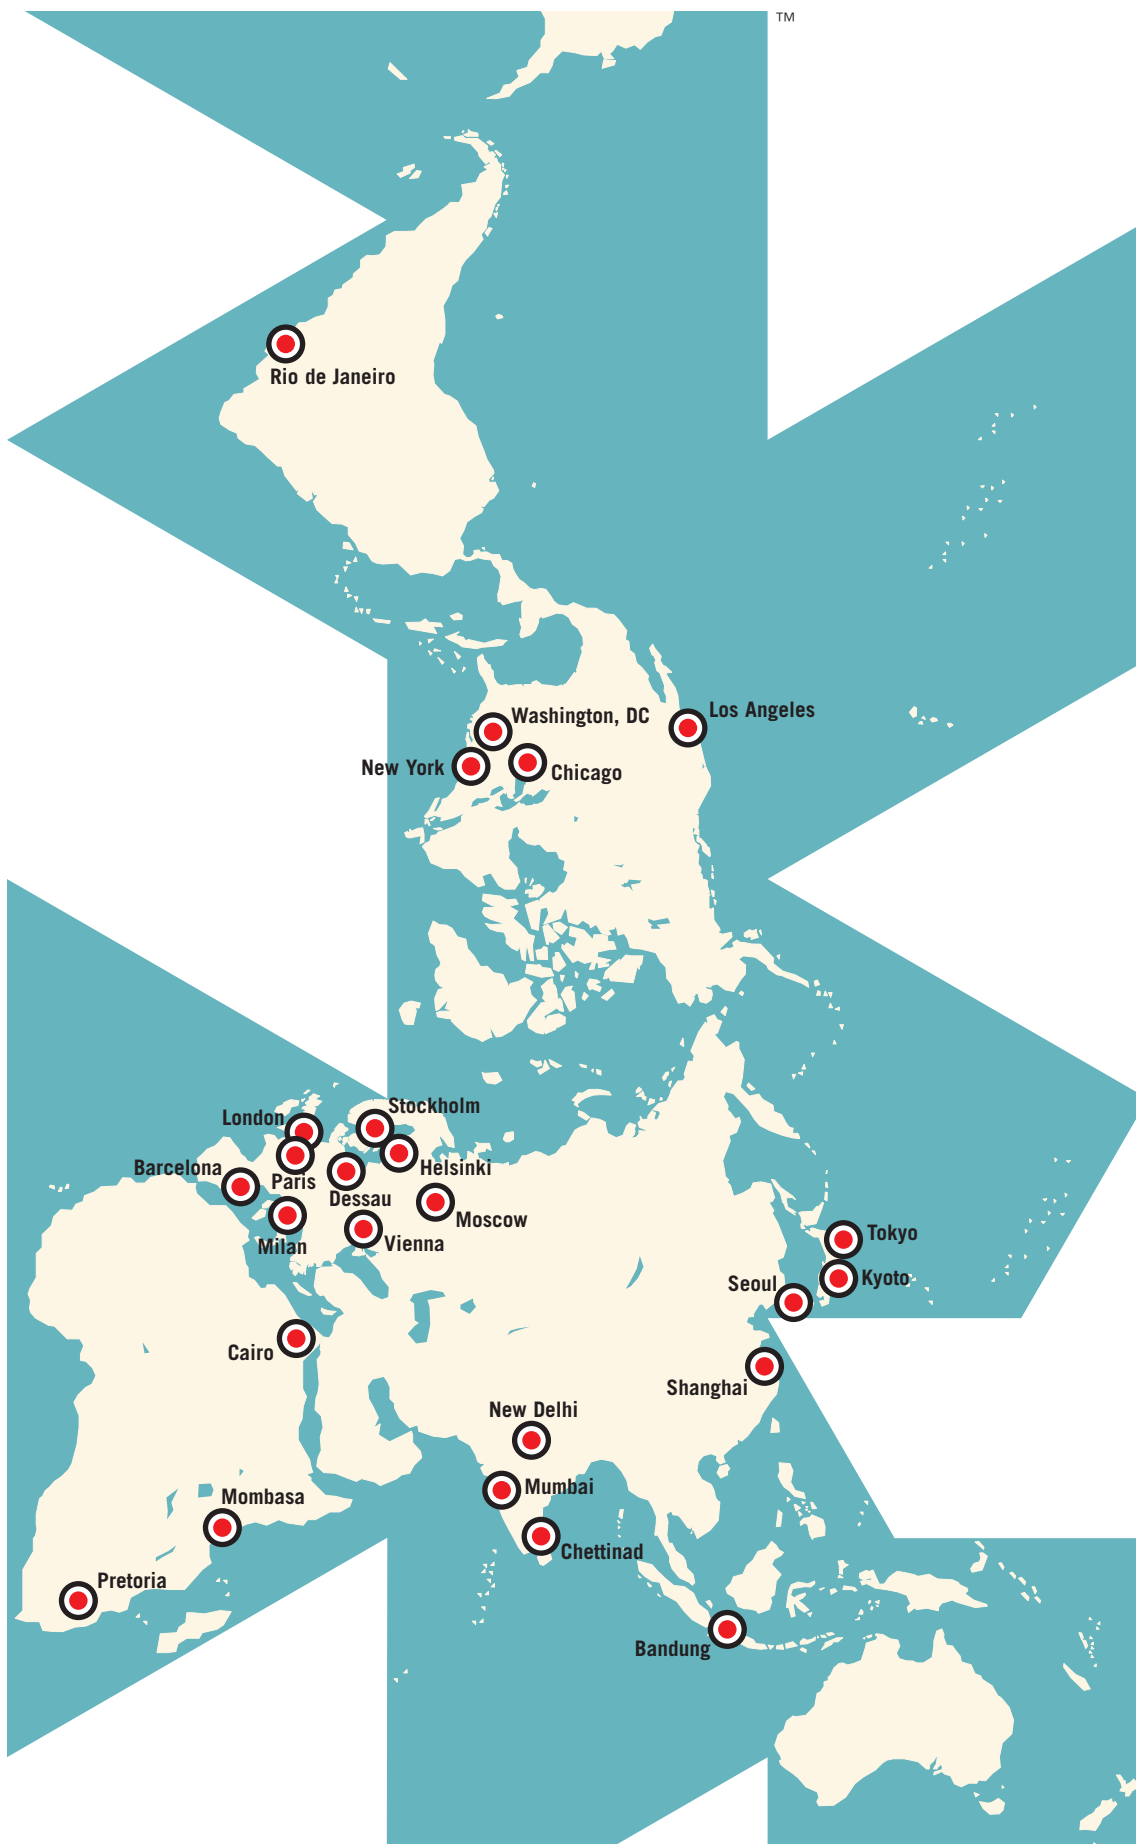 TM
Rio de Janeiro
Los Angeles
Washington, DC
New York
Chicago
Stockholm
London
Barcelona
Helsinki
Paris
Dessau
Moscow
Milan
Vienna
Tokyo
Kyoto
Seoul
Cairo
Shanghai
New Delhi
Mumbai
Mombasa
Chettinad
Pretoria
Bandung